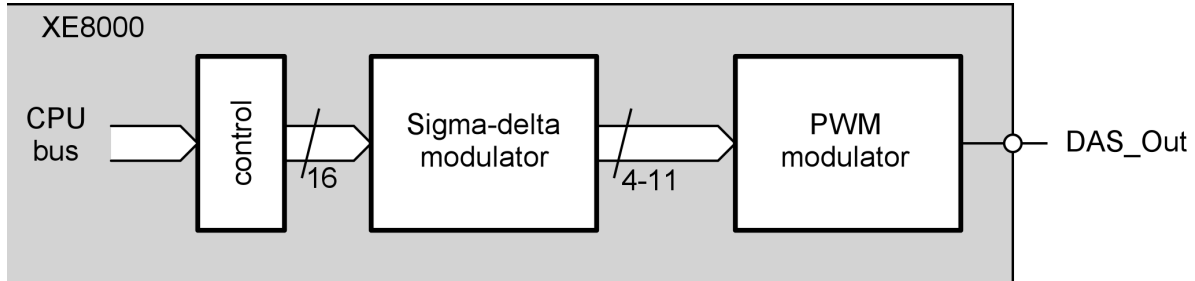 XE8000
CPU
bus
control
16
Sigma-delta
modulator
4-11
PWM
modulator
DAS_Out